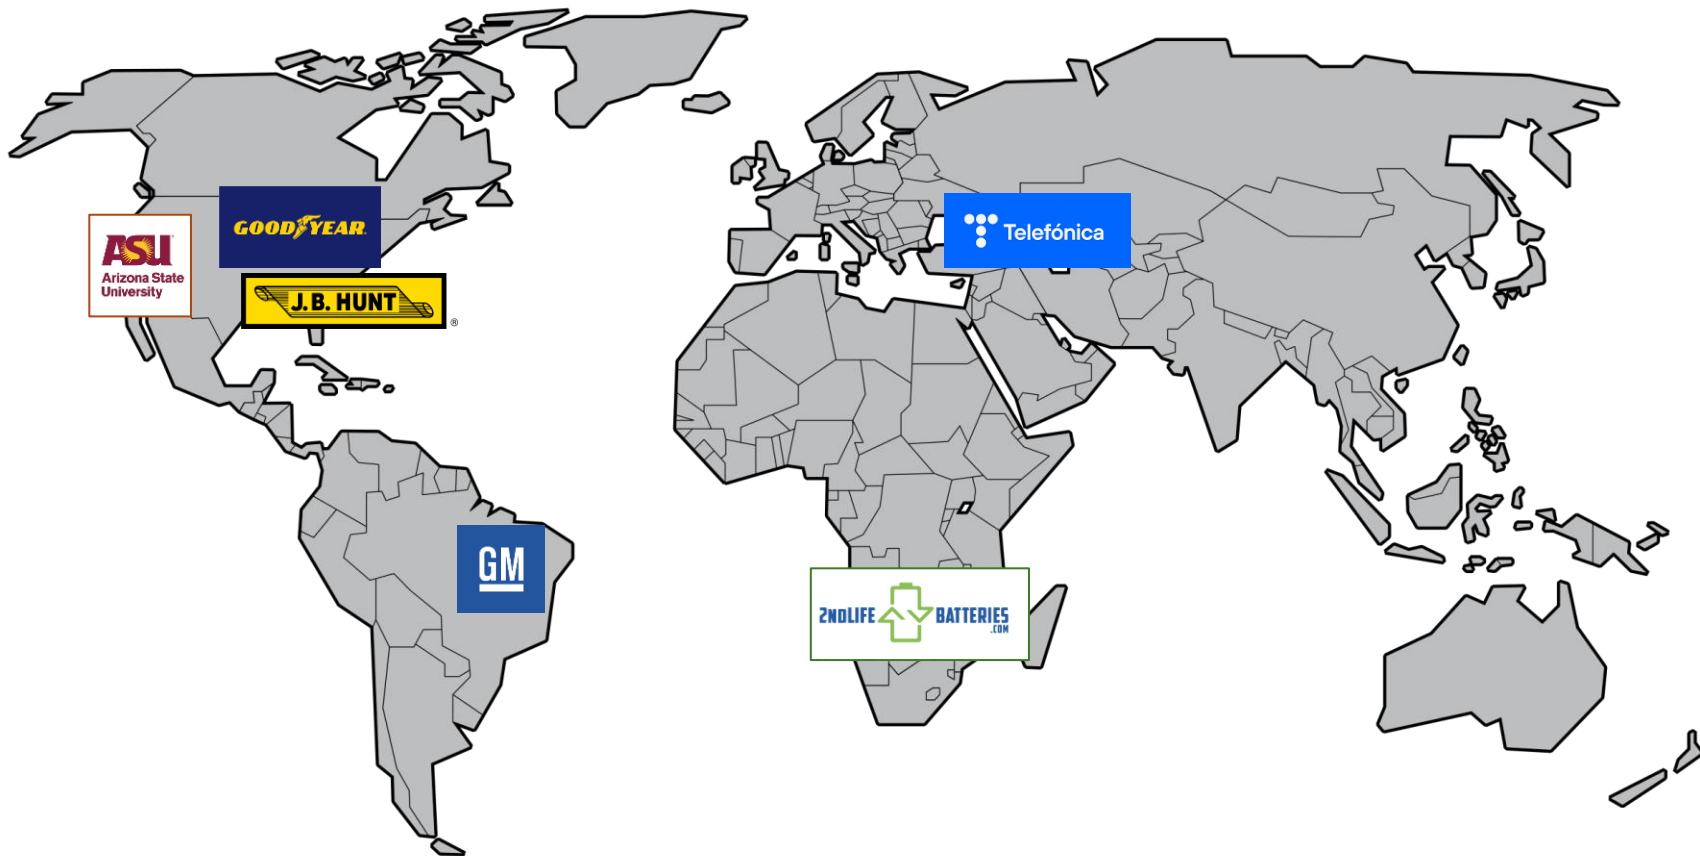 GOODYEAR
ASU
Arizona State
University
J.B. HUNT
®
Telefónica
GM
2NDLIFE BATTERIES
.COM